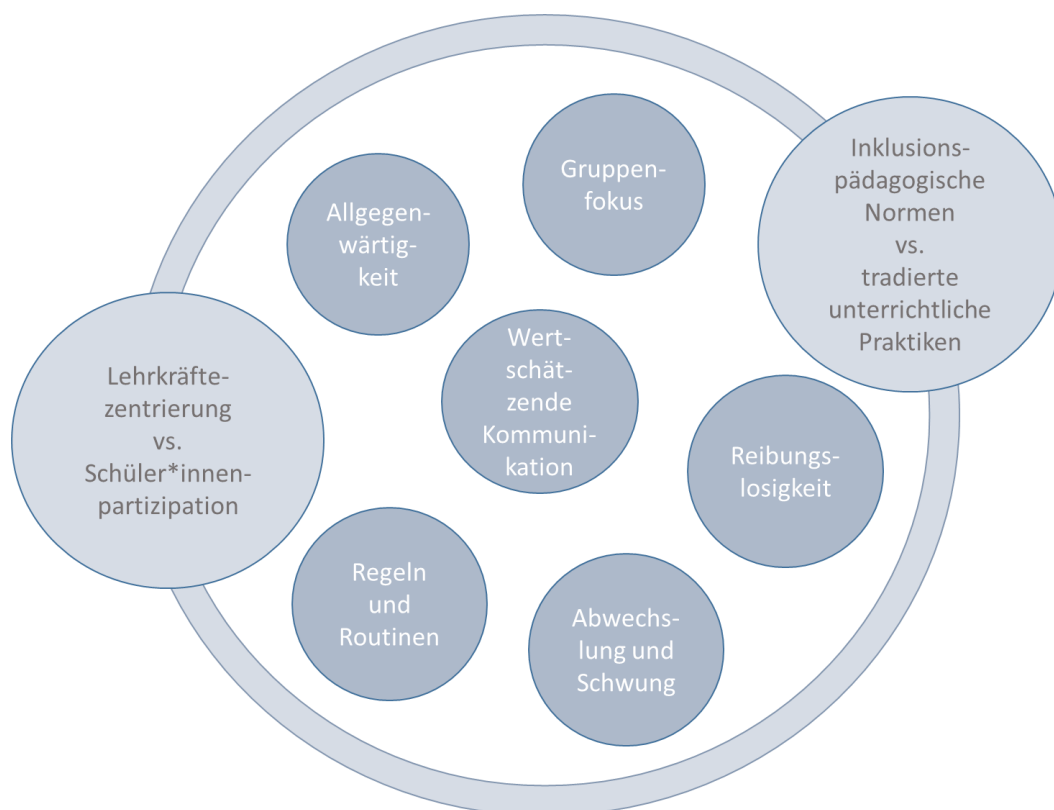 Gruppen-
fokus
Inklusions-
pädagogische
Normen
vs.
tradierte
unterrichtliche
Praktiken
Allgegen-
wärtig-
keit
Wert-
schät-
zende
Kommuni-
kation
Lehrkräfte-
zentrierung
vs.
Schüler*innen-
partizipation
Reibungs-
losigkeit
Regeln
und
Routinen
Abwechs-
lung und
Schwung